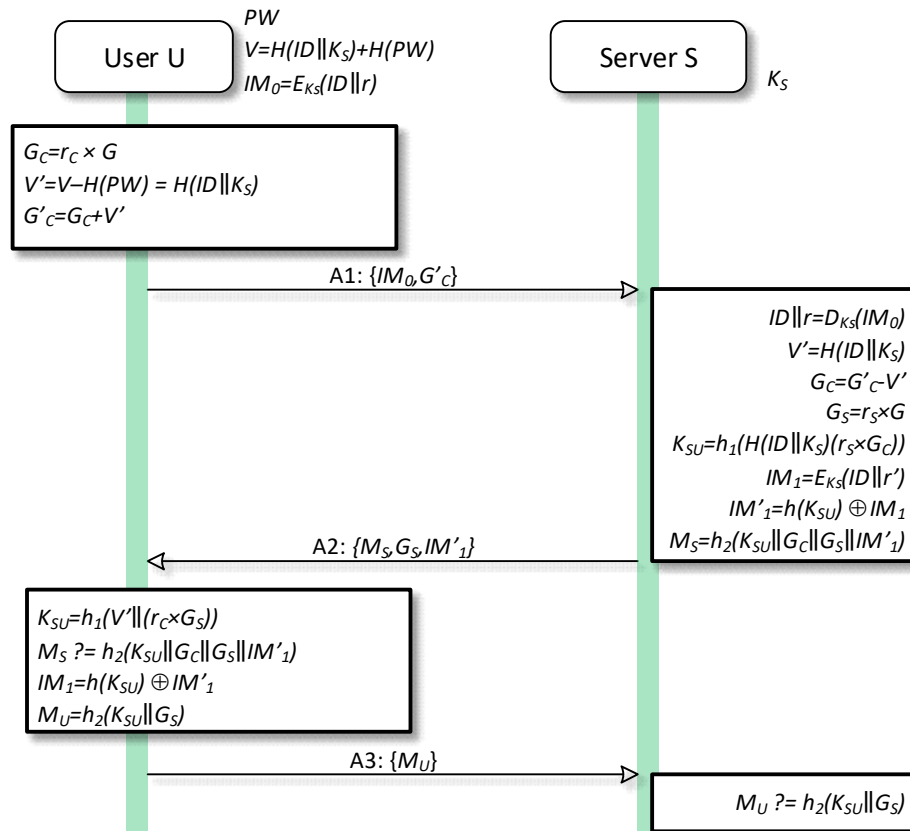 PW
V=H(ID‖K_S)+H(PW)
IM_0=E_Ks(ID‖r)
User U
Server S
K_S
G_C=r_C × G
V'=V–H(PW) = H(ID‖K_S)
G'_C=G_C+V'
A1: {IM_0,G'_C}
ID‖r=D_Ks(IM_0)
V'=H(ID‖K_S)
G_C=G'_C-V'
G_S=r_S×G
K_SU=h_1(H(ID‖K_S)(r_S×G_C))
IM_1=E_Ks(ID‖r')
IM'_1=h(K_SU) ⊕ IM_1
M_S=h_2(K_SU‖G_C‖G_S‖IM'_1)
A2: {M_S,G_S,IM'_1}
K_SU=h_1(V'‖(r_C×G_S))
M_S ?= h_2(K_SU‖G_C‖G_S‖IM'_1)
IM_1=h(K_SU) ⊕ IM'_1
M_U=h_2(K_SU‖G_S)
A3: {M_U}
M_U ?= h_2(K_SU‖G_S)